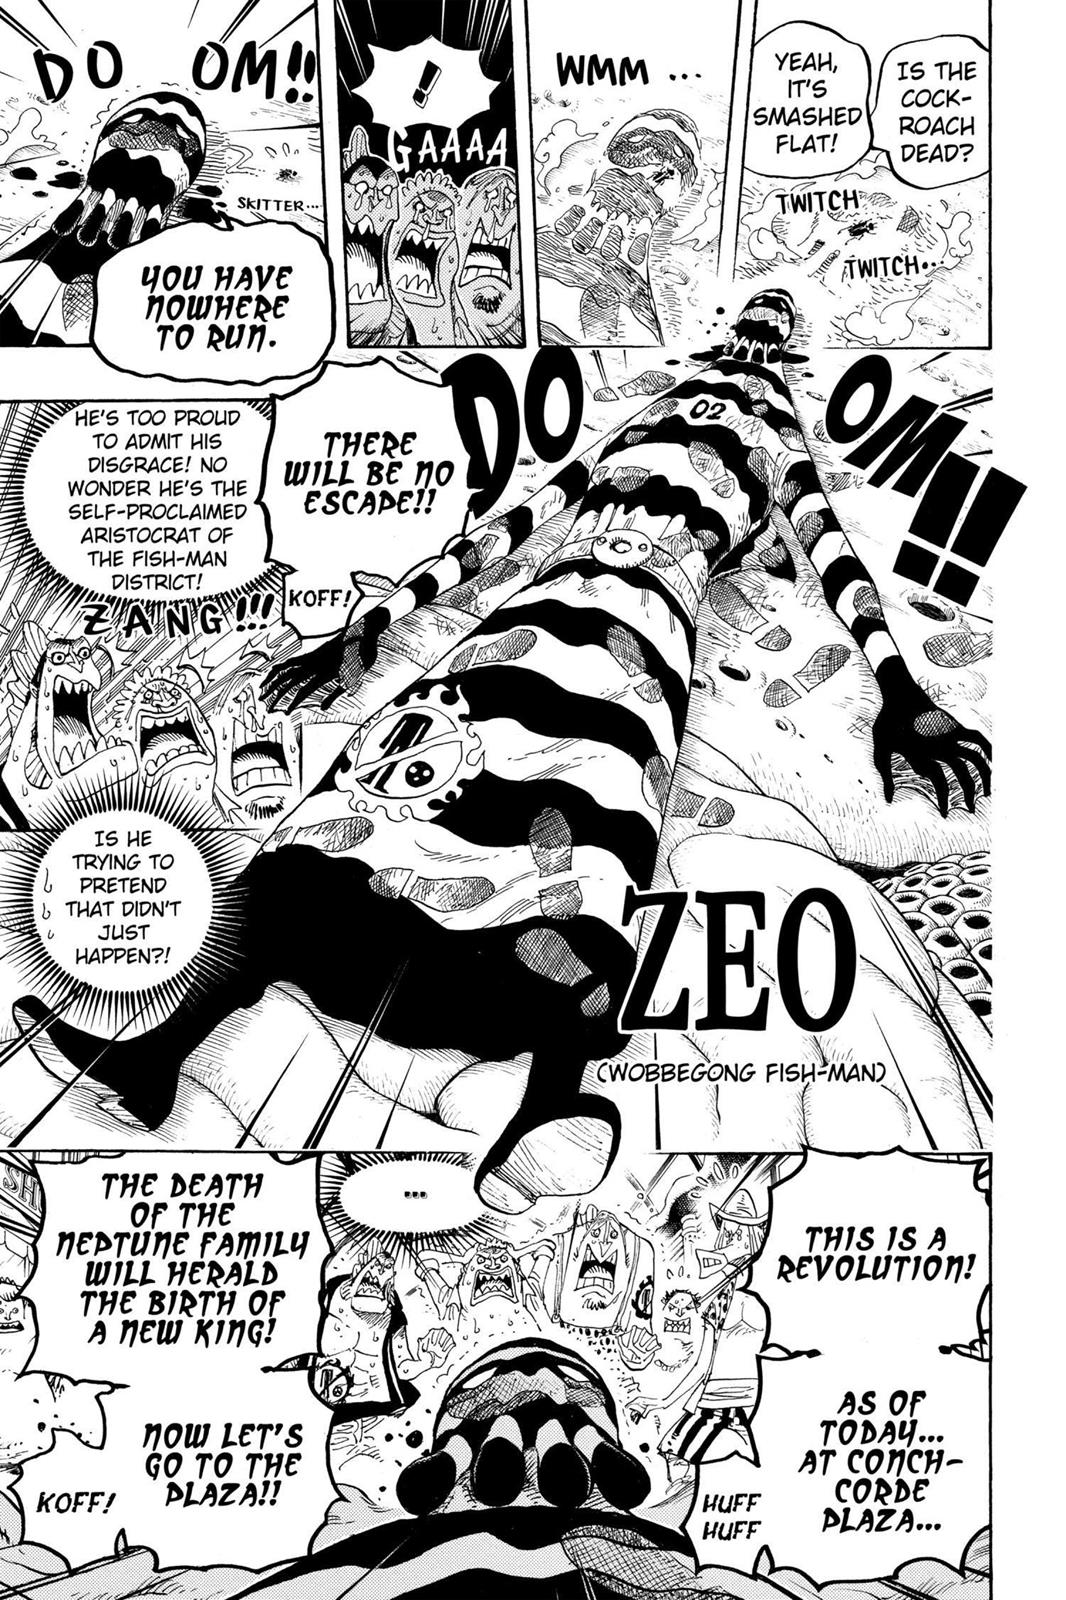 IS THE
COCK-
ROACH
DEAD?
YEAH,
IT'S
SMASHED
FLAT!
TWITCH
TWITCH...
WMM ...
!
GAAAA
DO OM!!
SKITTER...
YOU HAVE
NOWHERE
TO RUN.
DO OM!!
02
THERE
WILL BE NO
ESCAPE!!
KOFF!
HE'S TOO PROUD
TO ADMIT HIS
DISGRACE! NO
WONDER HE'S THE
SELF-PROCLAIMED
ARISTOCRAT OF
THE FISH-MAN
DISTRICT!
ZANG!!!
IS HE
TRYING TO
PRETEND
THAT DIDN'T
JUST
HAPPEN?!
ZEO
(WOBBEGONG FISH-MAN)
THIS IS A
REVOLUTION!
AS OF
TODAY...
AT CONCH-
CORDE
PLAZA...
HUFF
HUFF
...
THE DEATH
OF THE
NEPTUNE FAMILY
WILL HERALD
THE BIRTH OF
A NEW KING!
NOW LET'S
GO TO THE
PLAZA!!
KOFF!